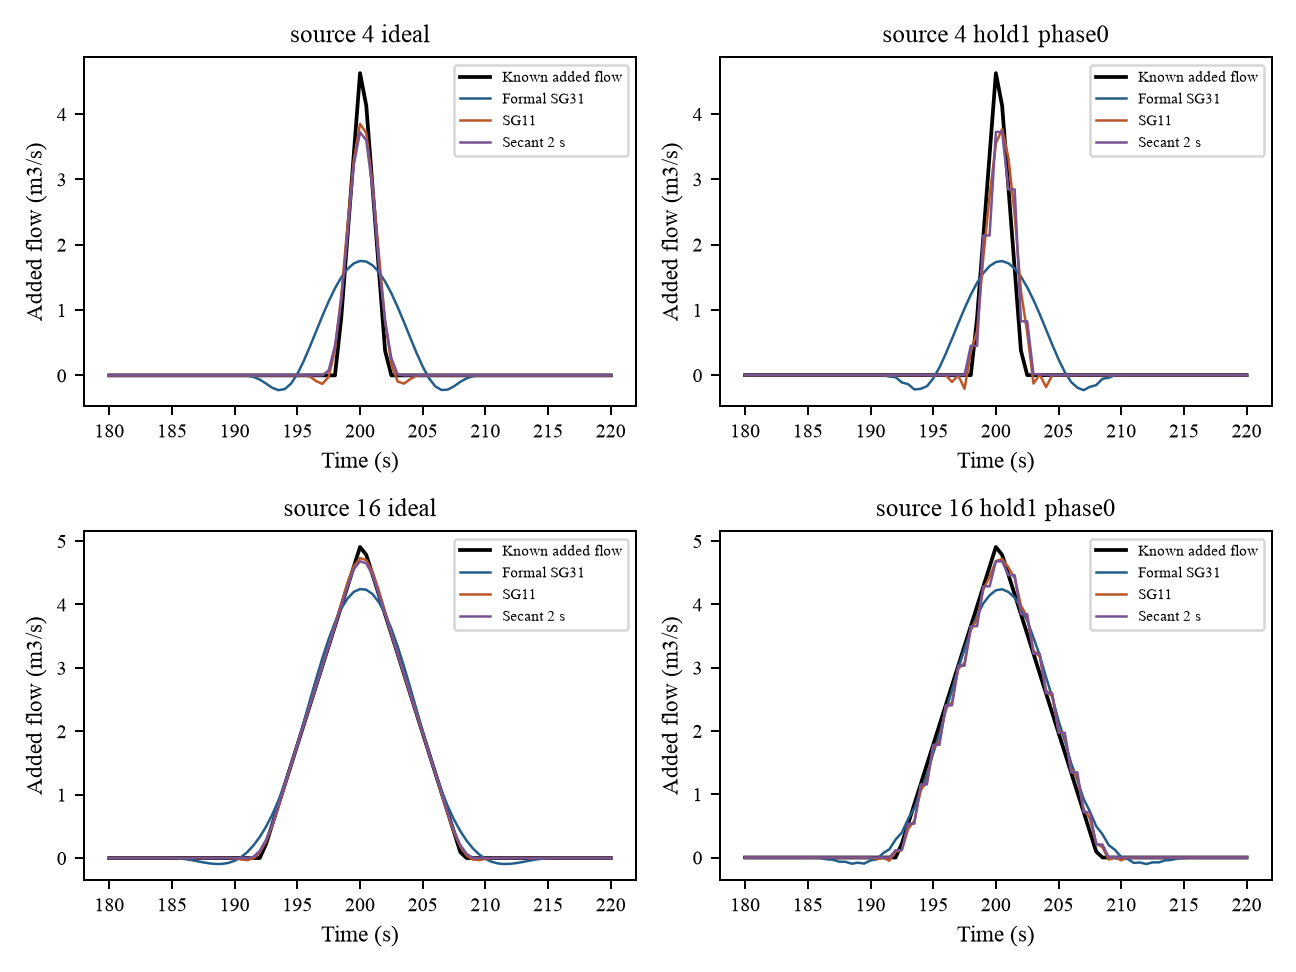 source 4 ideal
Added flow (m3/s)
4
3
2
1
0
Known added flow
Formal SG31
SG11
Secant 2 s
180 185 190 195 200 205 210 215 220
Time (s)
source 4 hold1 phase0
Added flow (m3/s)
4
3
2
1
0
Known added flow
Formal SG31
SG11
Secant 2 s
180 185 190 195 200 205 210 215 220
Time (s)
source 16 ideal
Added flow (m3/s)
5
4
3
2
1
0
Known added flow
Formal SG31
SG11
Secant 2 s
180 185 190 195 200 205 210 215 220
Time (s)
source 16 hold1 phase0
Added flow (m3/s)
5
4
3
2
1
0
Known added flow
Formal SG31
SG11
Secant 2 s
180 185 190 195 200 205 210 215 220
Time (s)